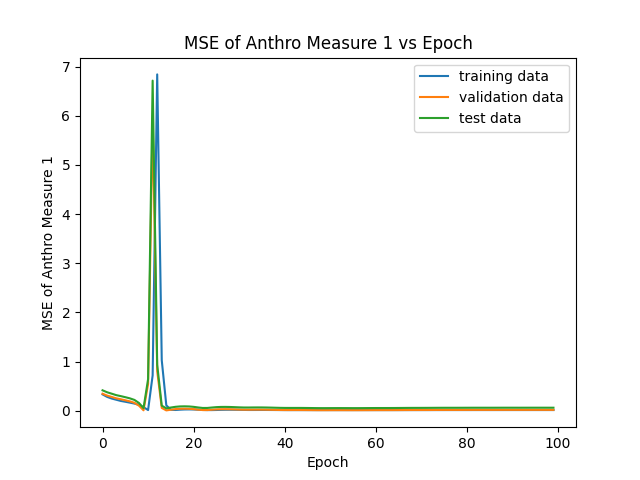 MSE of Anthro Measure 1 vs Epoch
training data
validation data
test data
MSE of Anthro Measure 1
7
6
5
4
3
2
1
0
0 20 40 60 80 100
Epoch